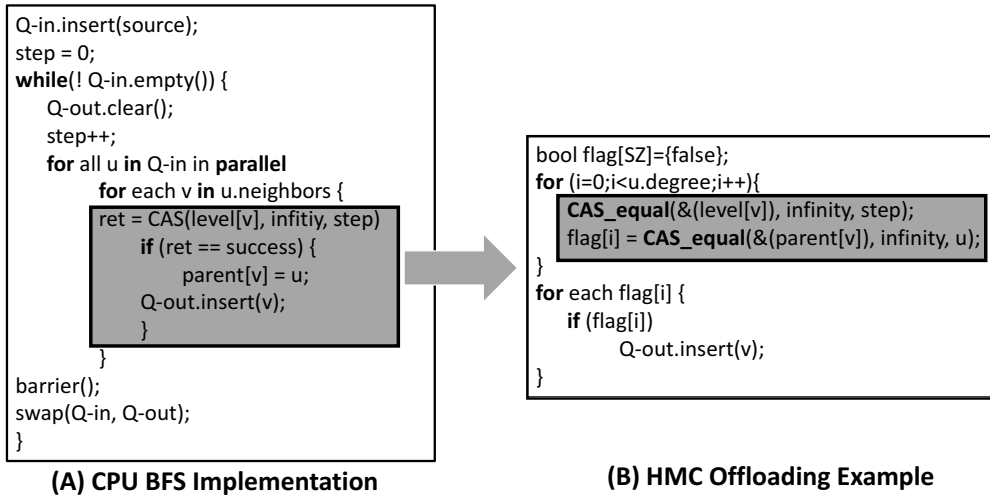 Q-in.insert(source);
step = 0;
while(! Q-in.empty()) {
Q-out.clear();
step++;
for all u in Q-in in parallel
for each v in u.neighbors {
ret = CAS(level[v], infitiy, step)
if (ret == success) {
parent[v] = u;
Q-out.insert(v);
}
}
barrier();
swap(Q-in, Q-out);
}
(A) CPU BFS Implementation
bool flag[SZ]={false};
for (i=0;i<u.degree;i++){
CAS_equal(&(level[v]), infinity, step);
flag[i] = CAS_equal(&(parent[v]), infinity, u);
}
for each flag[i] {
if (flag[i])
Q-out.insert(v);
}
(B) HMC Offloading Example